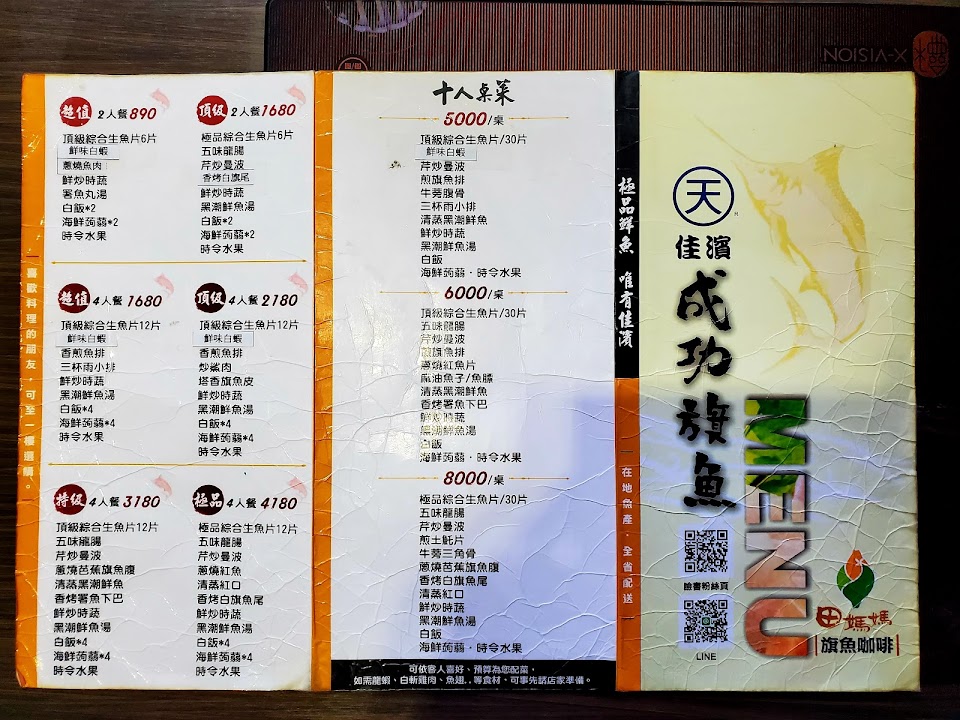 X-VISION
喜歡料理的朋友，可至一樓選購。
超值 2人餐 890
頂級綜合生魚片6片
鮮味白蝦
蔥燒魚肉
鮮炒時蔬
署魚丸湯
白飯*2
海鮮蒟蒻*2
時令水果
頂級 2人餐 1680
極品綜合生魚片6片
五味龍腸
芹炒曼波
香烤白旗尾
鮮炒時蔬
黑潮鮮魚湯
白飯*2
海鮮蒟蒻*2
時令水果
超值 4人餐 1680
頂級綜合生魚片12片
鮮味白蝦
香煎魚排
三杯雨小排
鮮炒時蔬
黑潮鮮魚湯
白飯*4
海鮮蒟蒻*4
時令水果
頂級 4人餐 2180
頂級綜合生魚片12片
鮮味白蝦
香煎魚排
炒鯊肉
塔香旗魚皮
鮮炒時蔬
黑潮鮮魚湯
白飯*4
海鮮蒟蒻*4
時令水果
特級 4人餐 3180
頂級綜合生魚片12片
五味龍腸
芹炒曼波
蔥燒芭蕉旗魚腹
清蒸黑潮鮮魚
香烤署魚下巴
鮮炒時蔬
黑潮鮮魚湯
白飯*4
海鮮蒟蒻*4
時令水果
極品 4人餐 4180
極品綜合生魚片12片
五味龍腸
芹炒曼波
蔥燒紅魚
清蒸紅口
香烤白旗魚尾
鮮炒時蔬
黑潮鮮魚湯
白飯*4
海鮮蒟蒻*4
時令水果
十人桌菜
5000/桌
頂級綜合生魚片/30片
鮮味白蝦
芹炒曼波
煎旗魚排
牛蒡腹骨
三杯雨小排
清蒸黑潮鮮魚
鮮炒時蔬
黑潮鮮魚湯
白飯
海鮮蒟蒻·時令水果
6000/桌
頂級綜合生魚片/30片
五味龍腸
芹炒曼波
煎旗魚排
蔥燒紅魚片
麻油魚子/魚膘
清蒸黑潮鮮魚
香烤署魚下巴
鮮炒時蔬
黑潮鮮魚湯
白飯
海鮮蒟蒻·時令水果
8000/桌
極品綜合生魚片/30片
五味龍腸
芹炒曼波
煎土魠片
牛蒡三角骨
蔥燒芭蕉旗魚腹
香烤白旗魚尾
清蒸紅口
鮮炒時蔬
黑潮鮮魚湯
白飯
海鮮蒟蒻·時令水果
可依客人喜好、預算為您配菜，
如需龍蝦、白斬雞肉、魚翅..等食材、可事先請店家準備。
極品鮮魚 唯有佳濱
在地漁產·全省配送
天
佳濱
成功旗魚
MENU
臉書粉絲頁
LINE
田媽媽
旗魚咖啡